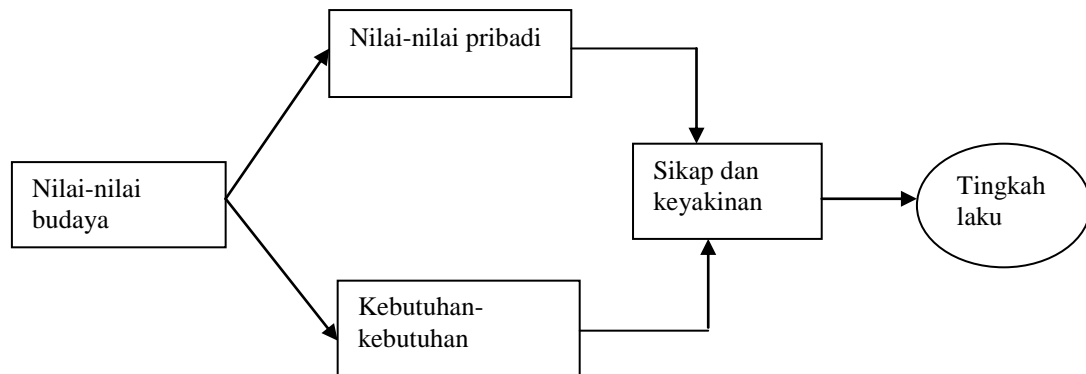 Nilai-nilai pribadi
Nilai-nilai
budaya
Sikap dan
keyakinan
Tingkah
laku
Kebutuhan-
kebutuhan